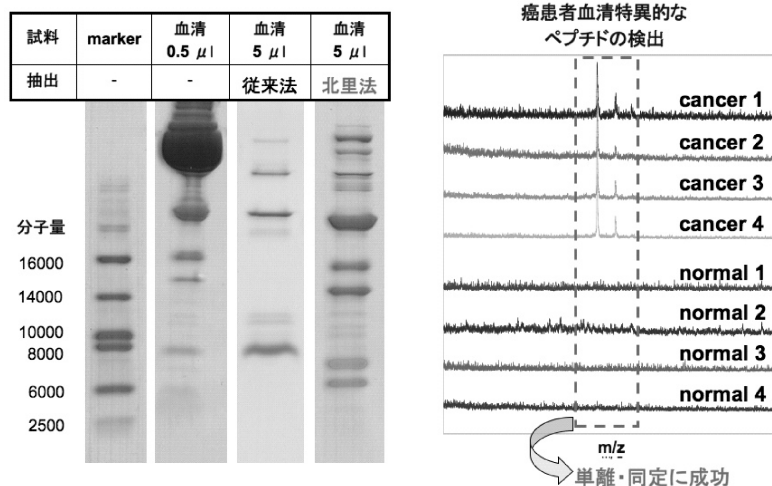 試料 marker 血清 0.5 μl 血清 5 μl 血清 5 μl
抽出 - - 従来法 北里法
分子量
16000
14000
10000
8000
6000
2500
癌患者血清特異的な
ペプチドの検出
cancer 1
cancer 2
cancer 3
cancer 4
normal 1
normal 2
normal 3
normal 4
m/z
単離・同定に成功